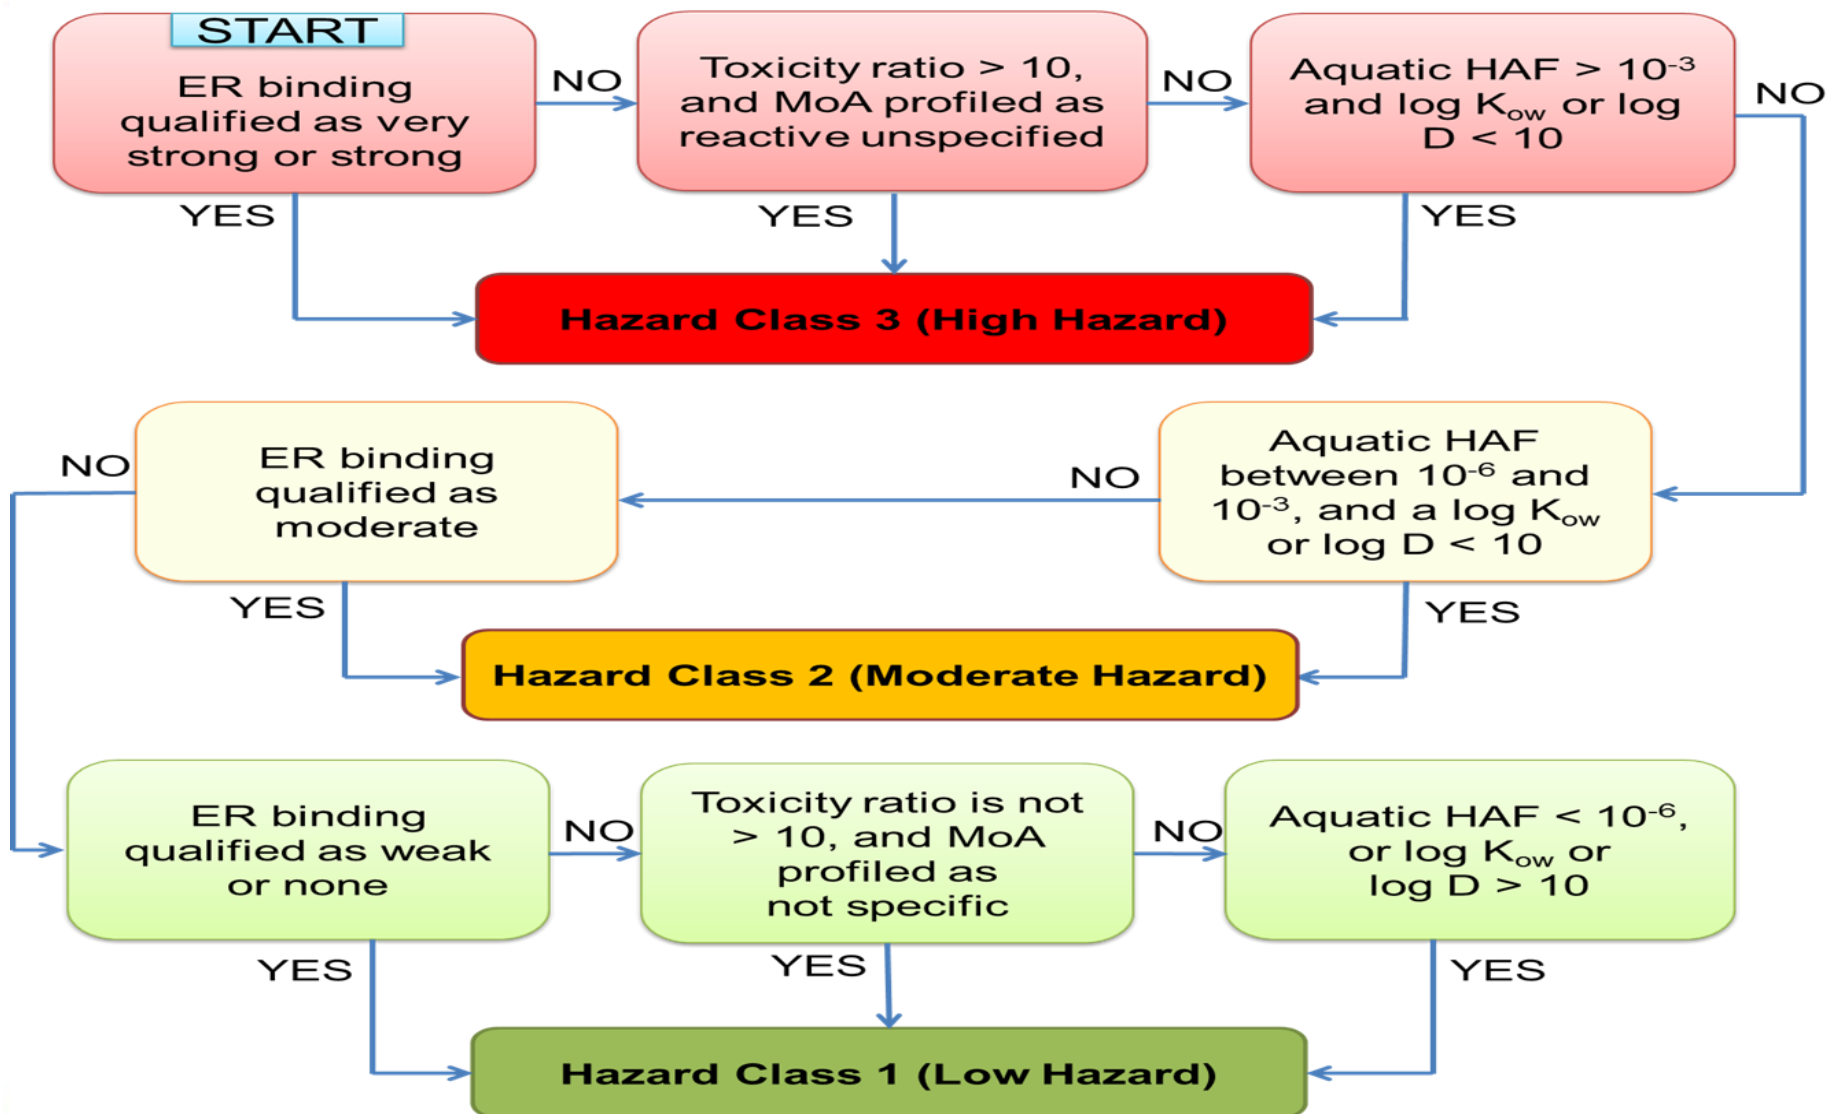 START
ER binding
qualified as very
strong or strong
NO
Toxicity ratio > 10,
and MoA profiled as
reactive unspecified
NO
Aquatic HAF > 10⁻³
and log Kow or log
D < 10
NO
YES
YES
YES
Hazard Class 3 (High Hazard)
Aquatic HAF
between 10⁻⁶ and
10⁻³, and a log Kow
or log D < 10
NO
ER binding
qualified as
moderate
NO
YES
YES
Hazard Class 2 (Moderate Hazard)
ER binding
qualified as weak
or none
NO
Toxicity ratio is not
> 10, and MoA
profiled as
not specific
NO
Aquatic HAF < 10⁻⁶,
or log Kow or
log D > 10
YES
YES
YES
Hazard Class 1 (Low Hazard)